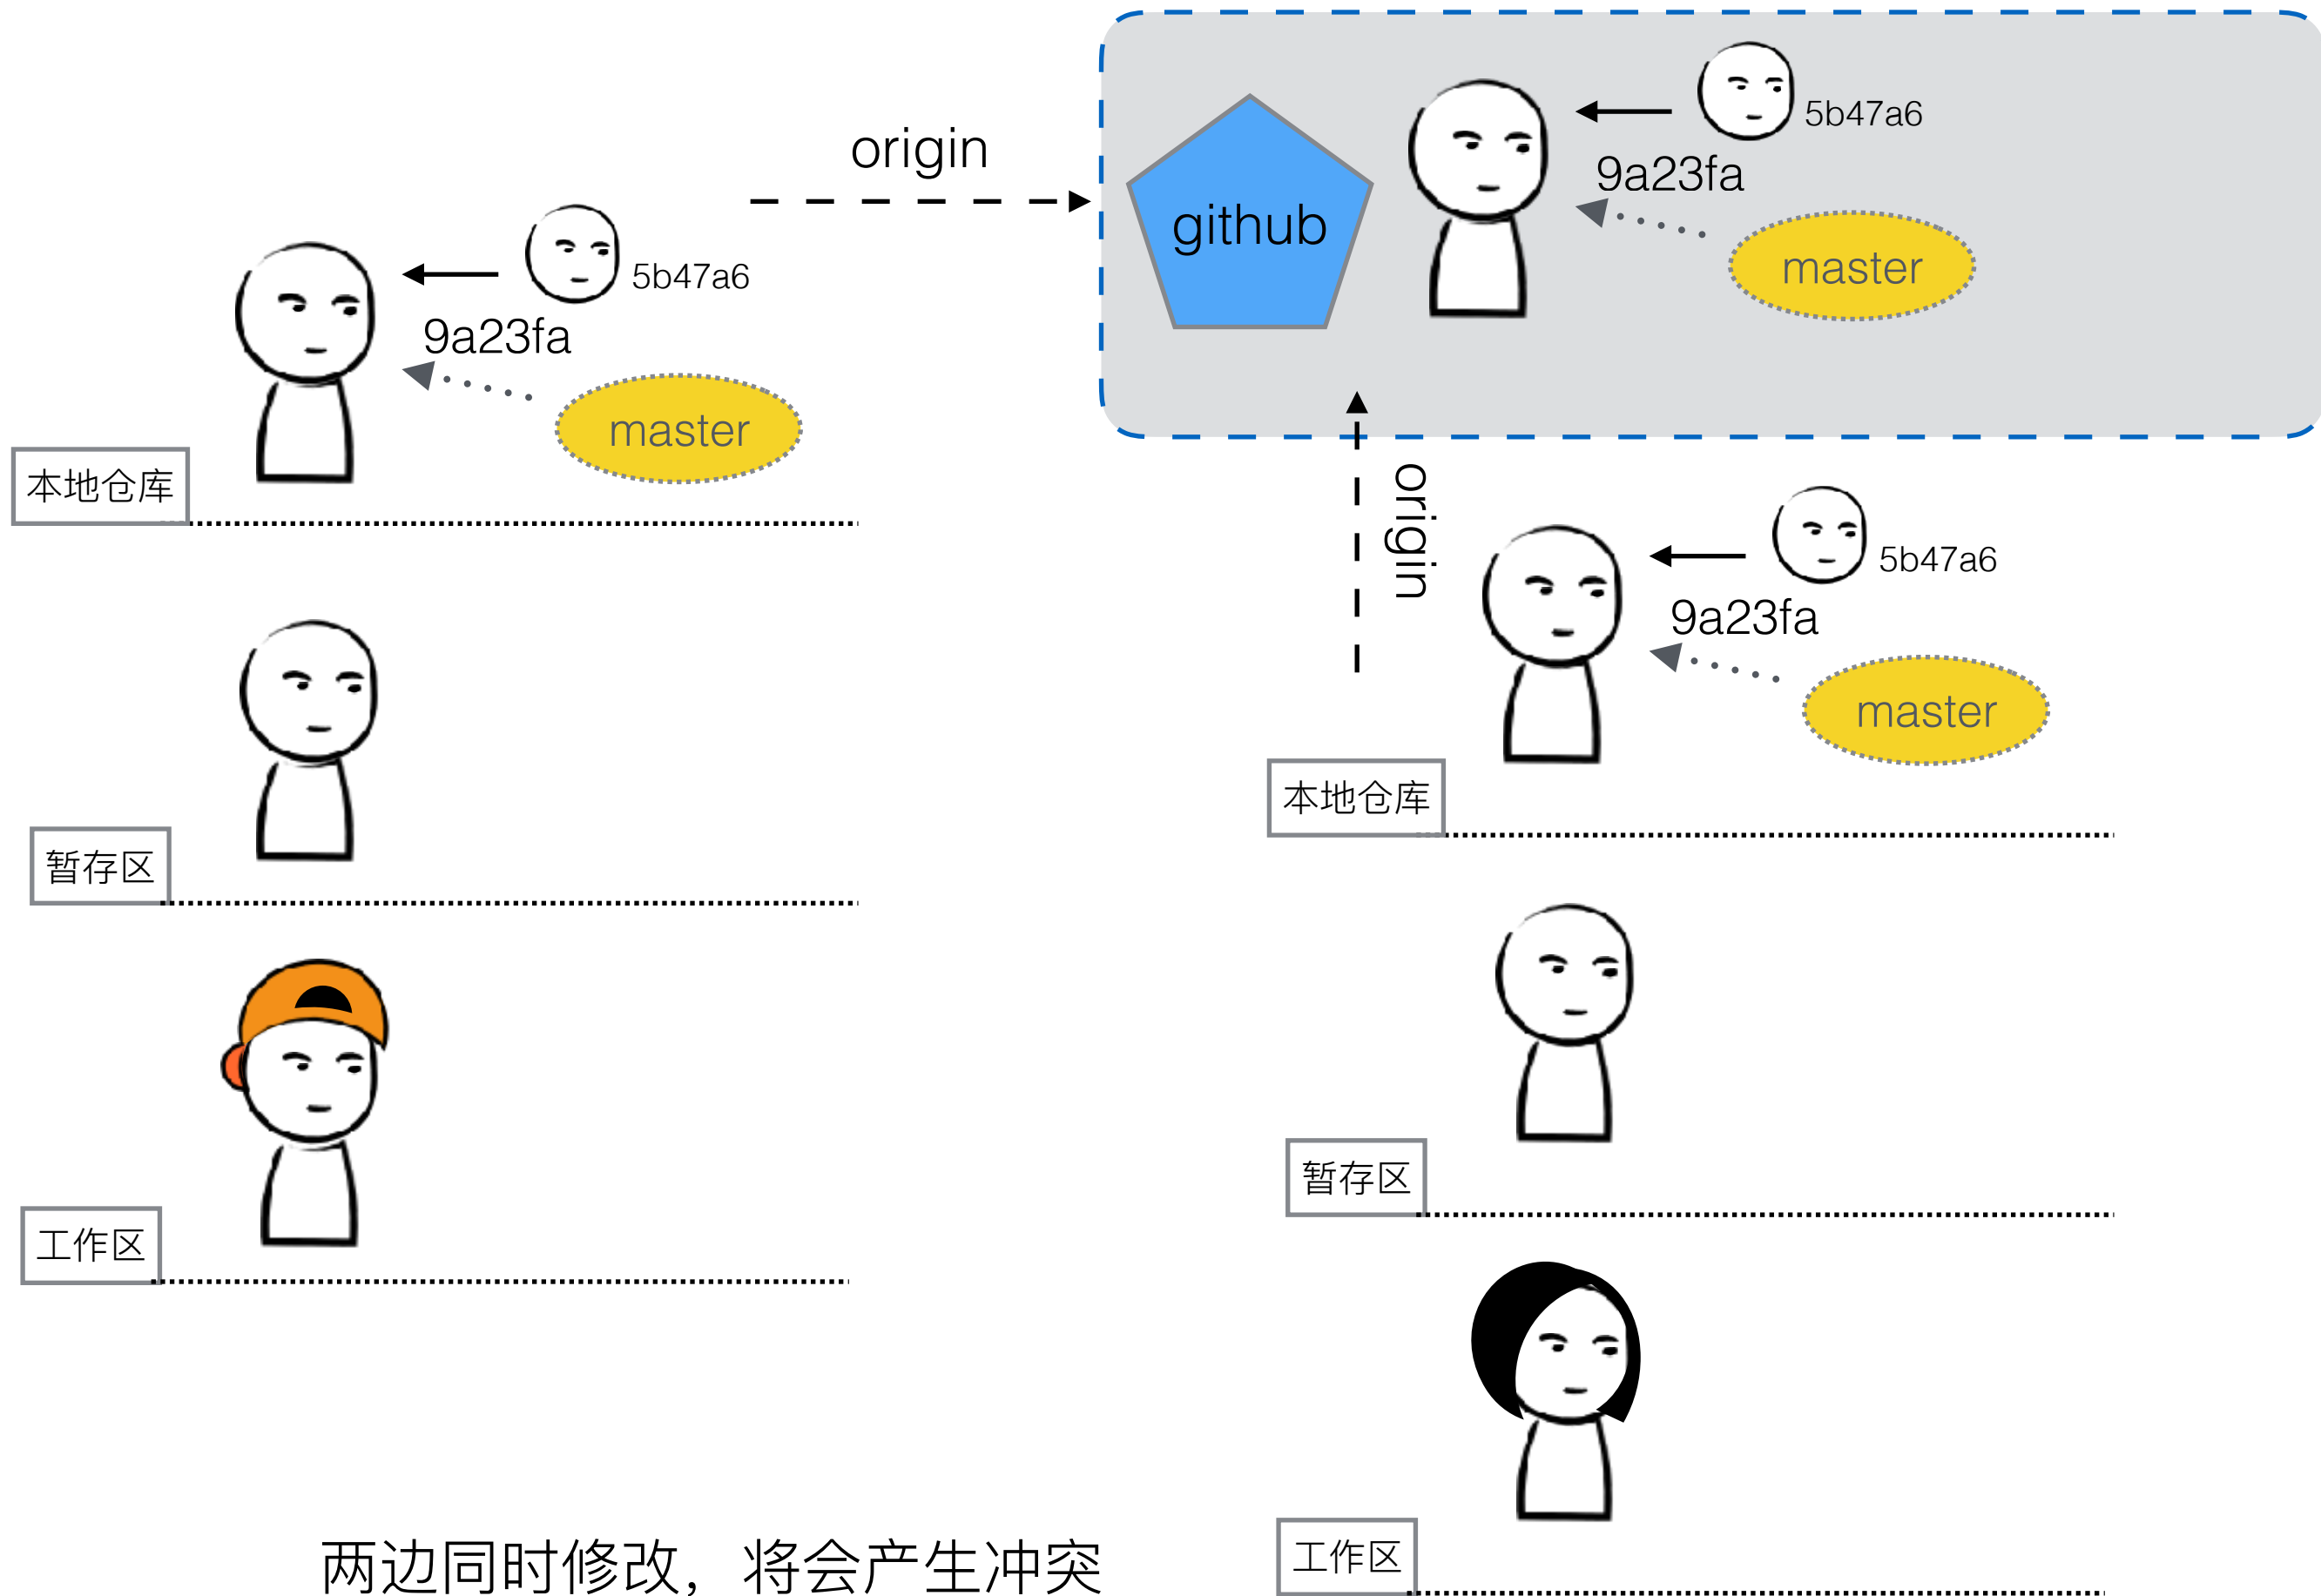 origin
github
5b47a6
9a23fa
master
5b47a6
9a23fa
master
本地仓库
origin
5b47a6
9a23fa
master
本地仓库
暂存区
暂存区
工作区
工作区
两边同时修改，将会产生冲突